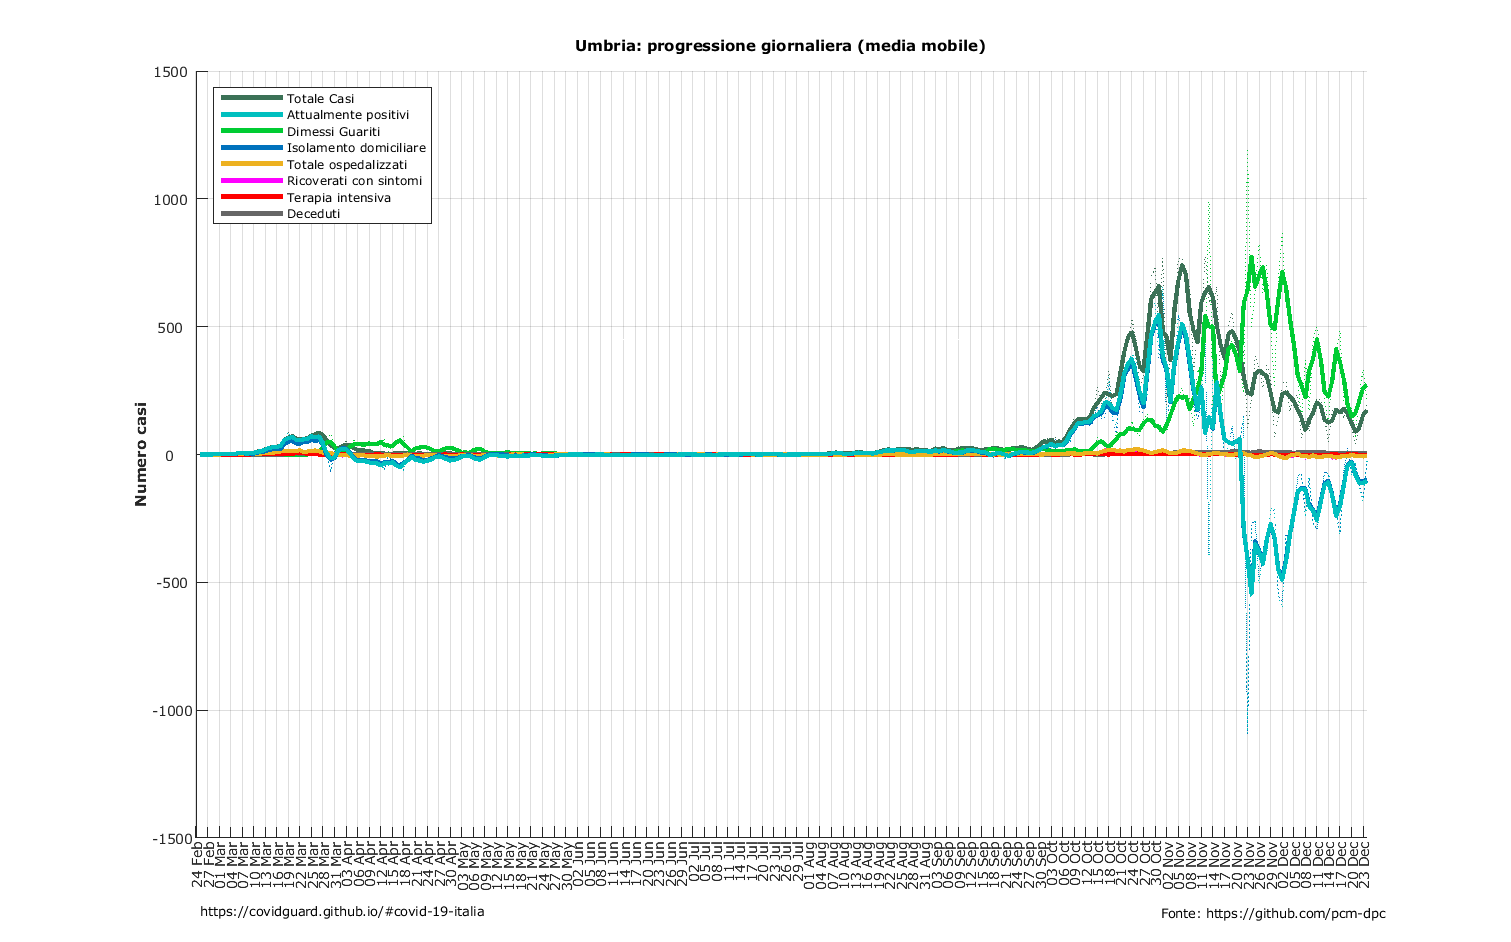 Umbria: progressione giornaliera (media mobile)
1500
1000
500
0
-500
-1000
-1500
Numero casi
Totale Casi
Attualmente positivi
Dimessi Guariti
Isolamento domiciliare
Totale ospedalizzati
Ricoverati con sintomi
Terapia intensiva
Deceduti
24 Feb
27 Feb
01 Mar
04 Mar
07 Mar
10 Mar
13 Mar
16 Mar
19 Mar
22 Mar
25 Mar
28 Mar
31 Mar
03 Apr
06 Apr
09 Apr
12 Apr
15 Apr
18 Apr
21 Apr
24 Apr
27 Apr
30 Apr
03 May
06 May
09 May
12 May
15 May
18 May
21 May
24 May
27 May
30 May
02 Jun
05 Jun
08 Jun
11 Jun
14 Jun
17 Jun
20 Jun
23 Jun
26 Jun
29 Jun
02 Jul
05 Jul
08 Jul
11 Jul
14 Jul
17 Jul
20 Jul
23 Jul
26 Jul
29 Jul
01 Aug
04 Aug
07 Aug
10 Aug
13 Aug
16 Aug
19 Aug
22 Aug
25 Aug
28 Aug
31 Aug
03 Sep
06 Sep
09 Sep
12 Sep
15 Sep
18 Sep
21 Sep
24 Sep
27 Sep
30 Sep
03 Oct
06 Oct
09 Oct
12 Oct
15 Oct
18 Oct
21 Oct
24 Oct
27 Oct
30 Oct
02 Nov
05 Nov
08 Nov
11 Nov
14 Nov
17 Nov
20 Nov
23 Nov
26 Nov
29 Nov
02 Dec
05 Dec
08 Dec
11 Dec
14 Dec
17 Dec
20 Dec
23 Dec
https://covidguard.github.io/#covid-19-italia
Fonte: https://github.com/pcm-dpc